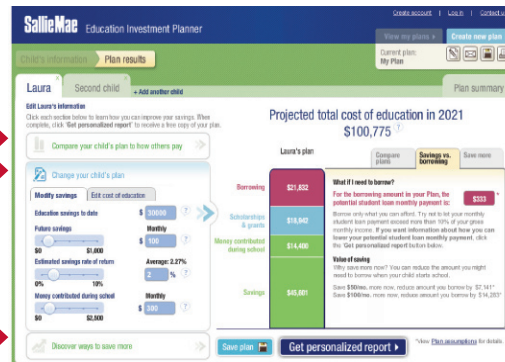 Create account | Log in | Contact us
SallieMae Education Investment Planner
View my plans
Create new plan
Child's information
Plan results
Current plan:
My Plan
Laura
Second child
+ Add another child
Plan summary
Edit Laura's information
Click each section below to learn how you can improve your savings. When
complete, click 'Get personalized report' to receive a free copy of your plan.
Compare your child's plan to how others pay
Change your child's plan
Modify savings
Edit cost of education
Education savings to date
$ 30000 ?
Future savings
Monthly
$ 100 ?
$0 $1,000
Estimated savings rate of return
Average: 2.27%
2 % ?
0% 10%
Money contributed during school
Monthly
$ 300 ?
$0 $2,500
Discover ways to save more
Projected total cost of education in 2021
$100,775 ?
Laura's plan
Borrowing
$21,832
Scholarships
& grants
Money contributed
during school
$14,400
Savings
Compare
plans
Savings vs.
borrowing
Save more
What if I need to borrow?
For the borrowing amount in your Plan, the
potential student loan monthly payment is:
$333 *
Borrow only what you can afford. Try not to let your monthly
student loan payment exceed more than 10% of your gross
monthly income. If you want information about how you can
lower your potential student loan monthly payment, click
the 'Get personalized report' button below.
Value of saving
Why save more now? You can reduce the amount you might
need to borrow when your child starts school.
Save $50/mo. more now, reduce amount you borrow by $7,141*
Save $100/mo. more now, reduce amount you borrow by $14,283*
Save plan
Get personalized report
*View Plan assumptions for details.